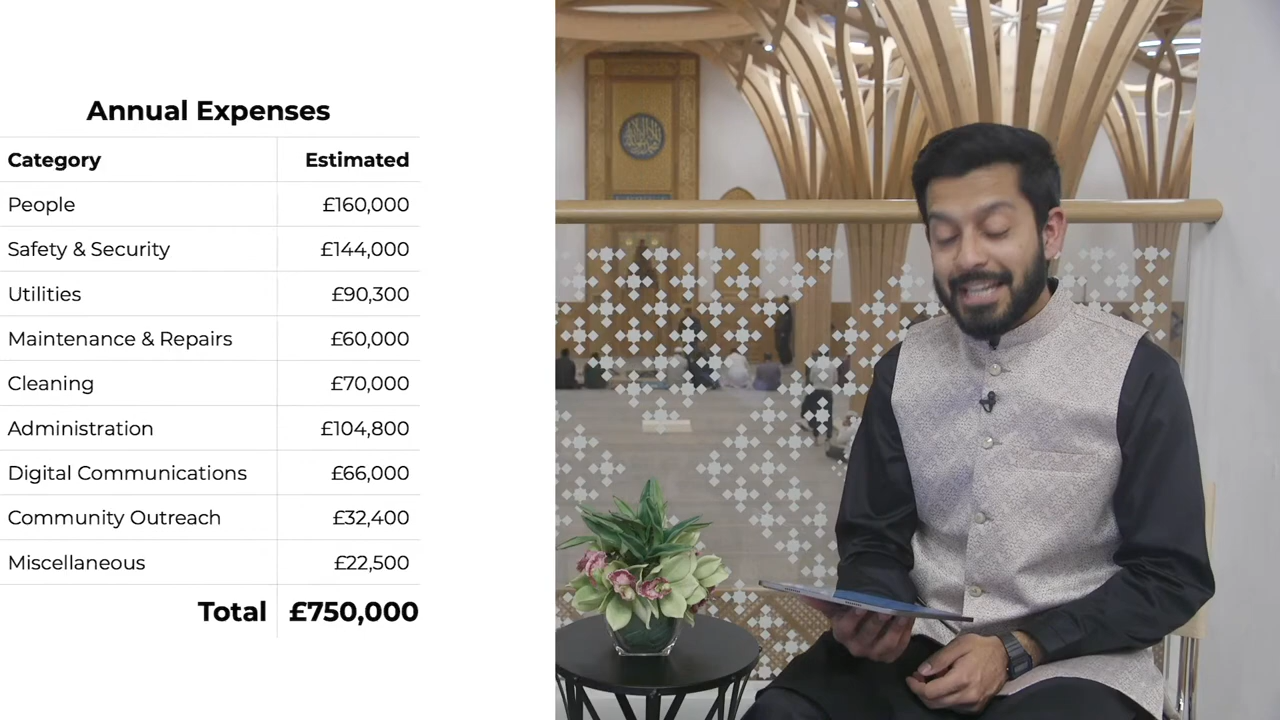 Annual Expenses
Category Estimated
People £160,000
Safety & Security £144,000
Utilities £90,300
Maintenance & Repairs £60,000
Cleaning £70,000
Administration £104,800
Digital Communications £66,000
Community Outreach £32,400
Miscellaneous £22,500
Total £750,000